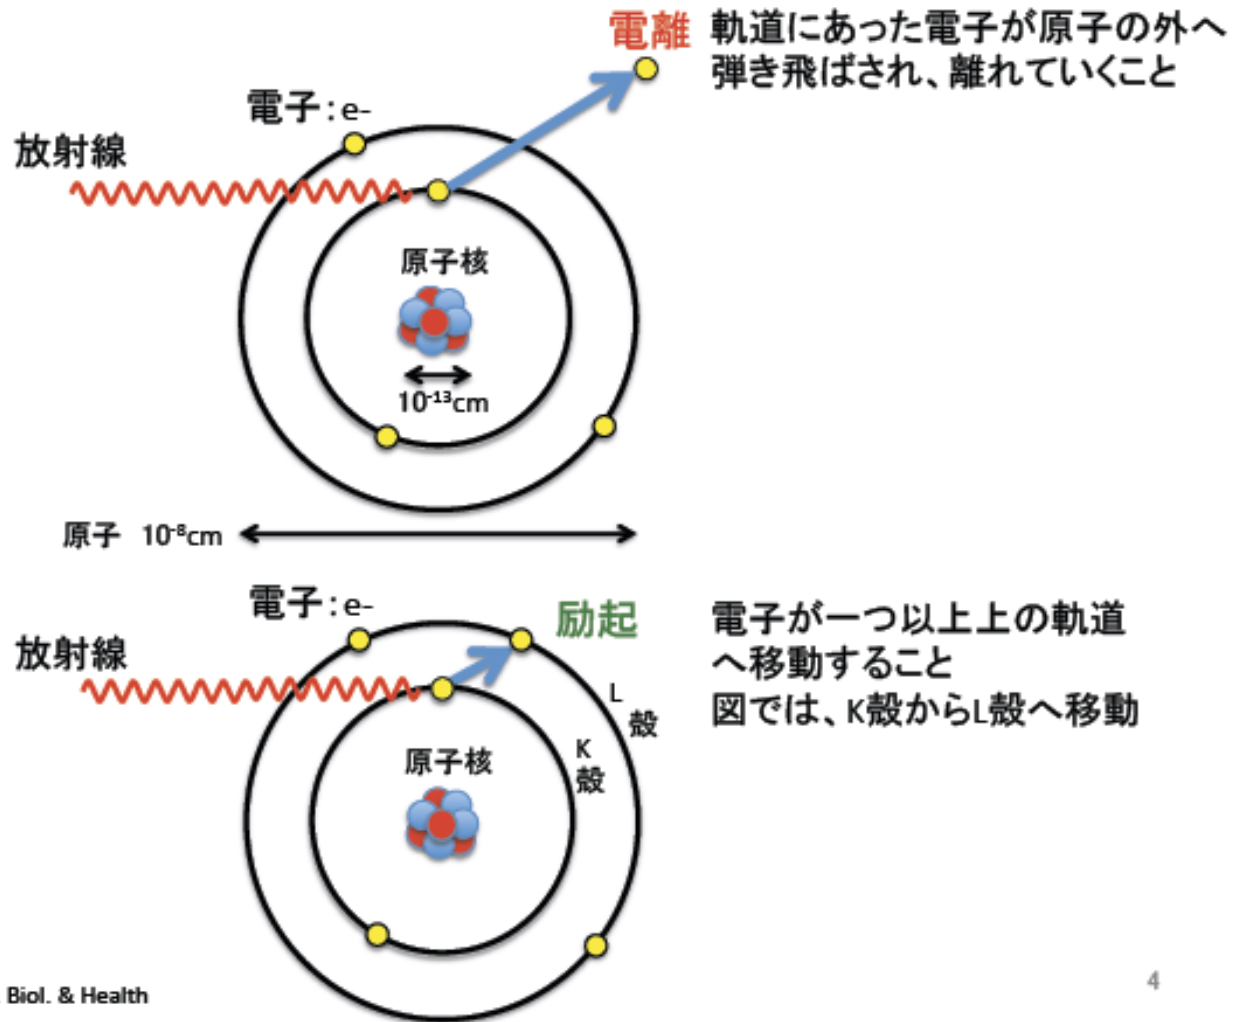 電離 軌道にあった電子が原子の外へ
弾き飛ばされ、離れていくこと
電子：e-
放射線
原子核
10⁻¹³cm
原子 10⁻⁸cm
電子：e-
励起
放射線
電子が一つ以上上の軌道
へ移動すること
図では、K殻からL殻へ移動
L
殻
K
殻
原子核
Biol. & Health
4